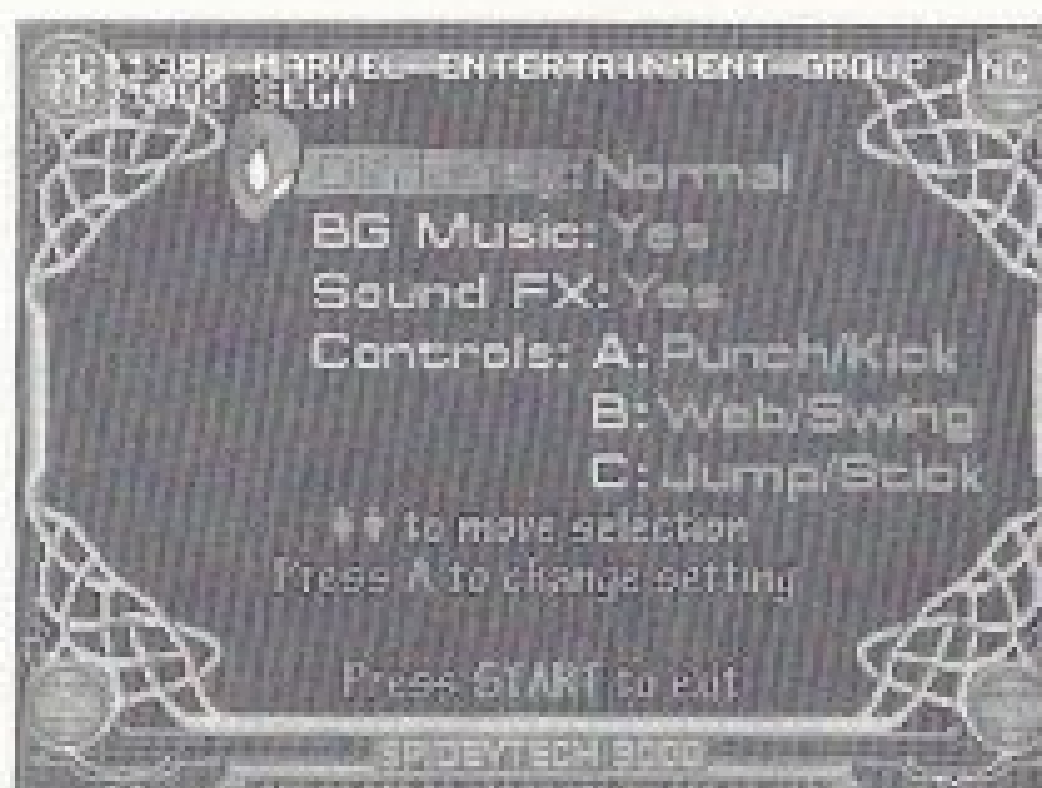 MARVEL ENTERTAINMENT GROUP INC
SEGA
Normal
BG Music: Yes
Sound FX: Yes
Controls: A: Punch/Kick
B: Web/Swing
C: Jump/Stick
to move selection
Press A to change setting
Press START to exit
SPIDEYTECH